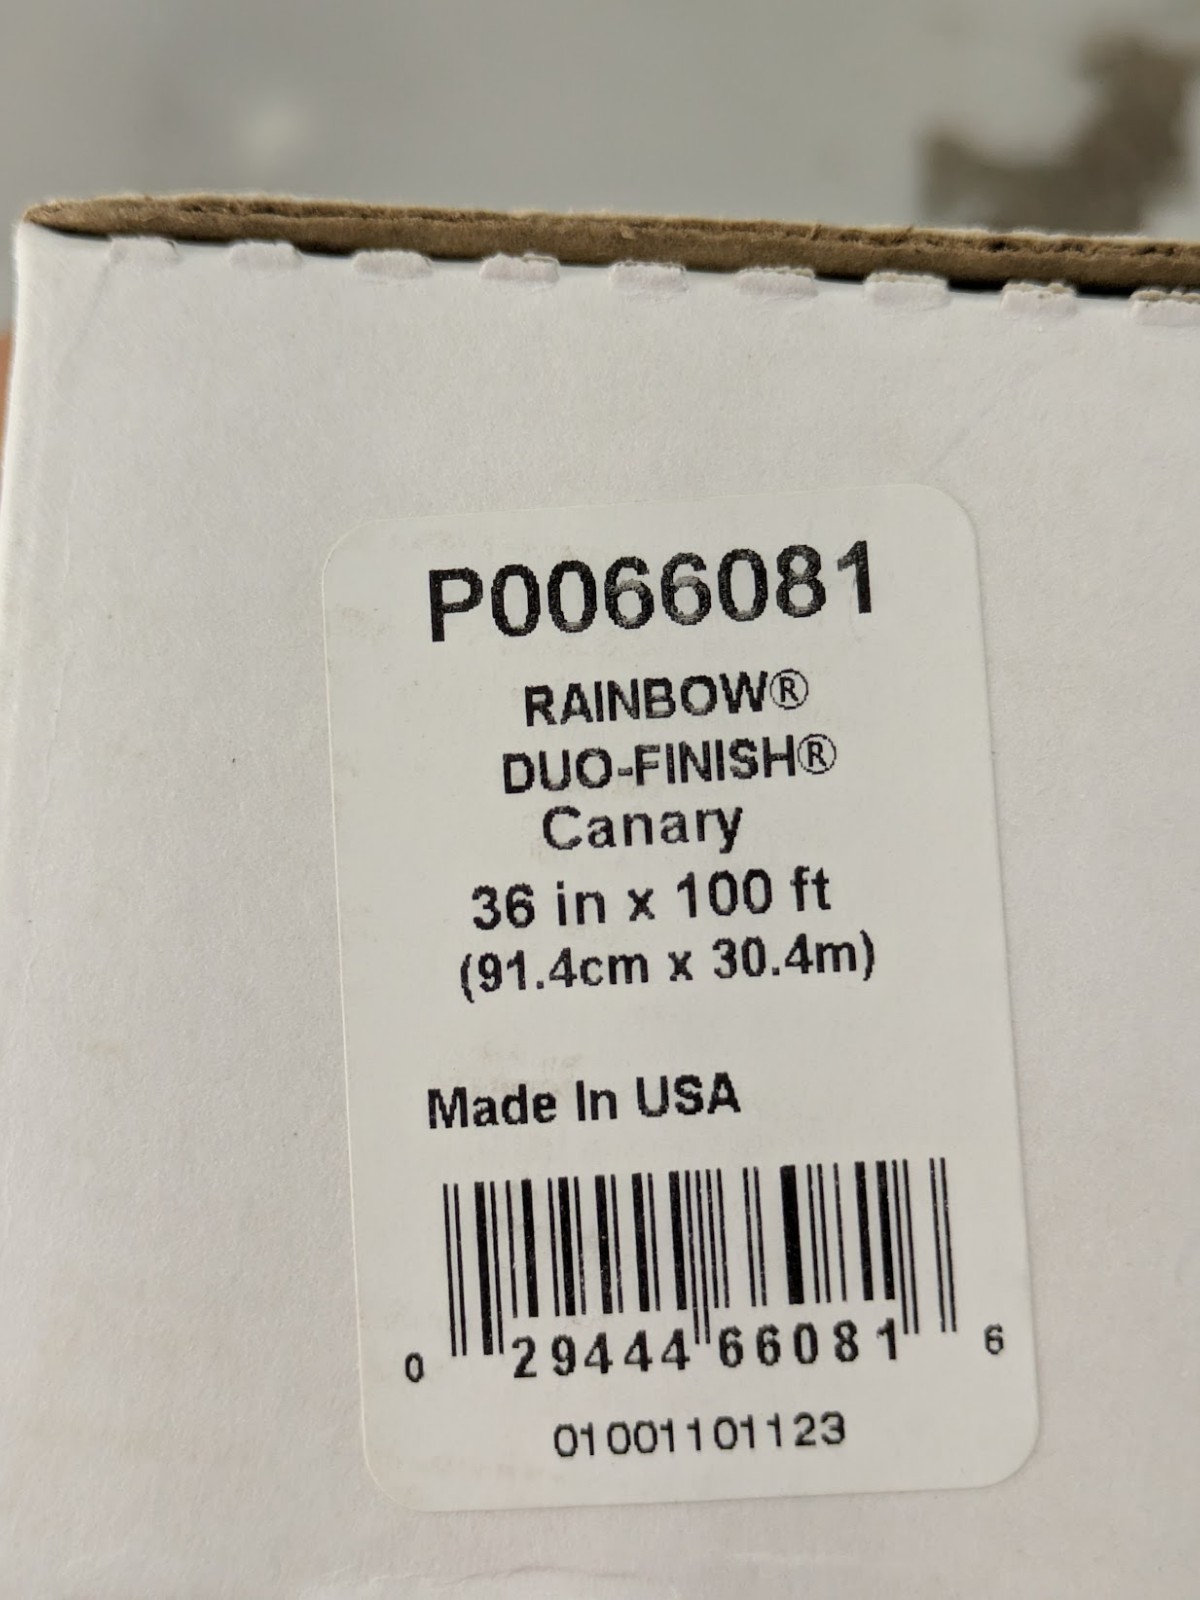 P0066081
RAINBOW®
DUO-FINISH®
Canary
36 in x 100 ft
(91.4cm x 30.4m)
Made In USA
0 29444 66081 6
01001101123